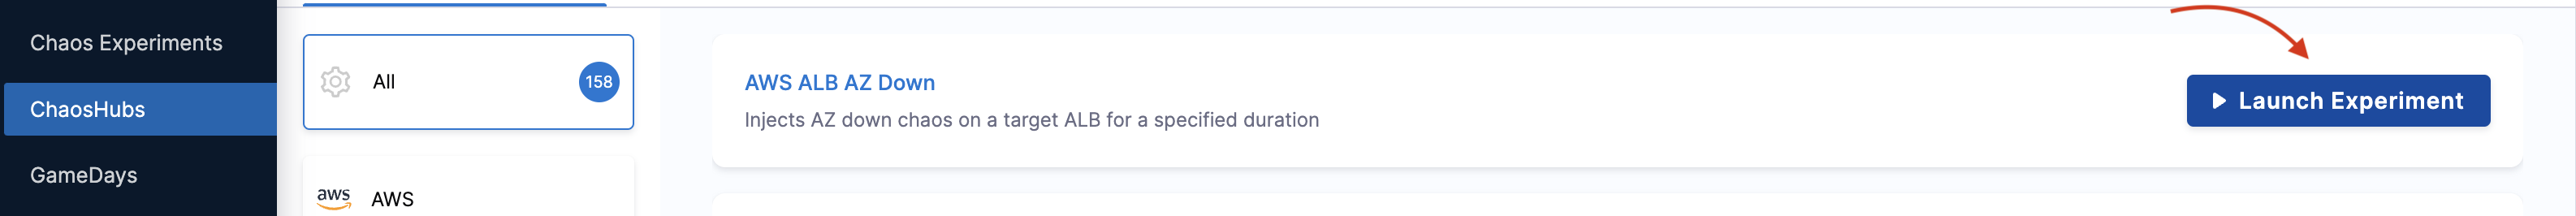 Chaos Experiments
ChaosHubs
GameDays
All
158
aws
AWS
AWS ALB AZ Down
Injects AZ down chaos on a target ALB for a specified duration
Launch Experiment